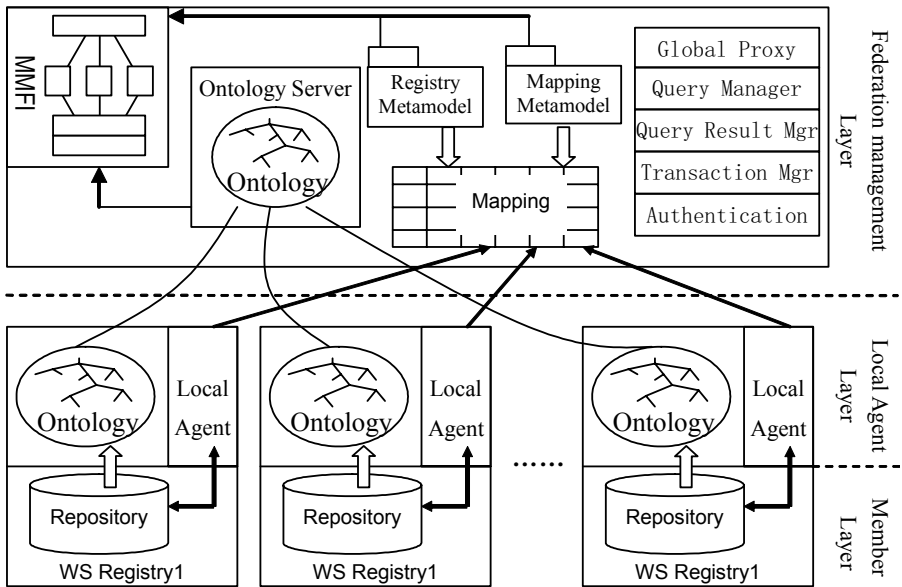 MMFI
Ontology Server
Ontology
Registry
Metamodel
Mapping
Metamodel
Mapping
Global Proxy
Query Manager
Query Result Mgr
Transaction Mgr
Authentication
Federation management
Layer
Ontology
Local
Agent
Ontology
Local
Agent
......
Ontology
Local
Agent
Local Agent
Layer
Repository
WS Registry1
Repository
WS Registry1
Repository
WS Registry1
Member
Layer